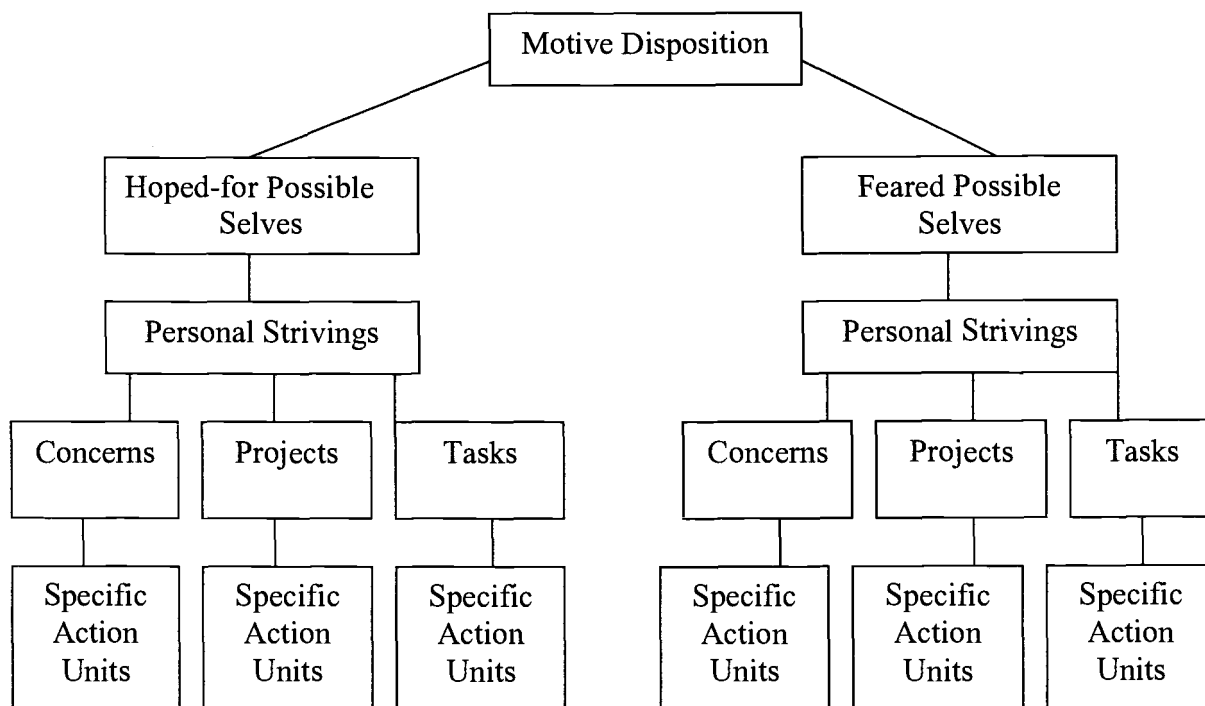 Motive Disposition
Hoped-for Possible
Selves
Feared Possible
Selves
Personal Strivings
Personal Strivings
Concerns
Projects
Tasks
Concerns
Projects
Tasks
Specific
Action
Units
Specific
Action
Units
Specific
Action
Units
Specific
Action
Units
Specific
Action
Units
Specific
Action
Units